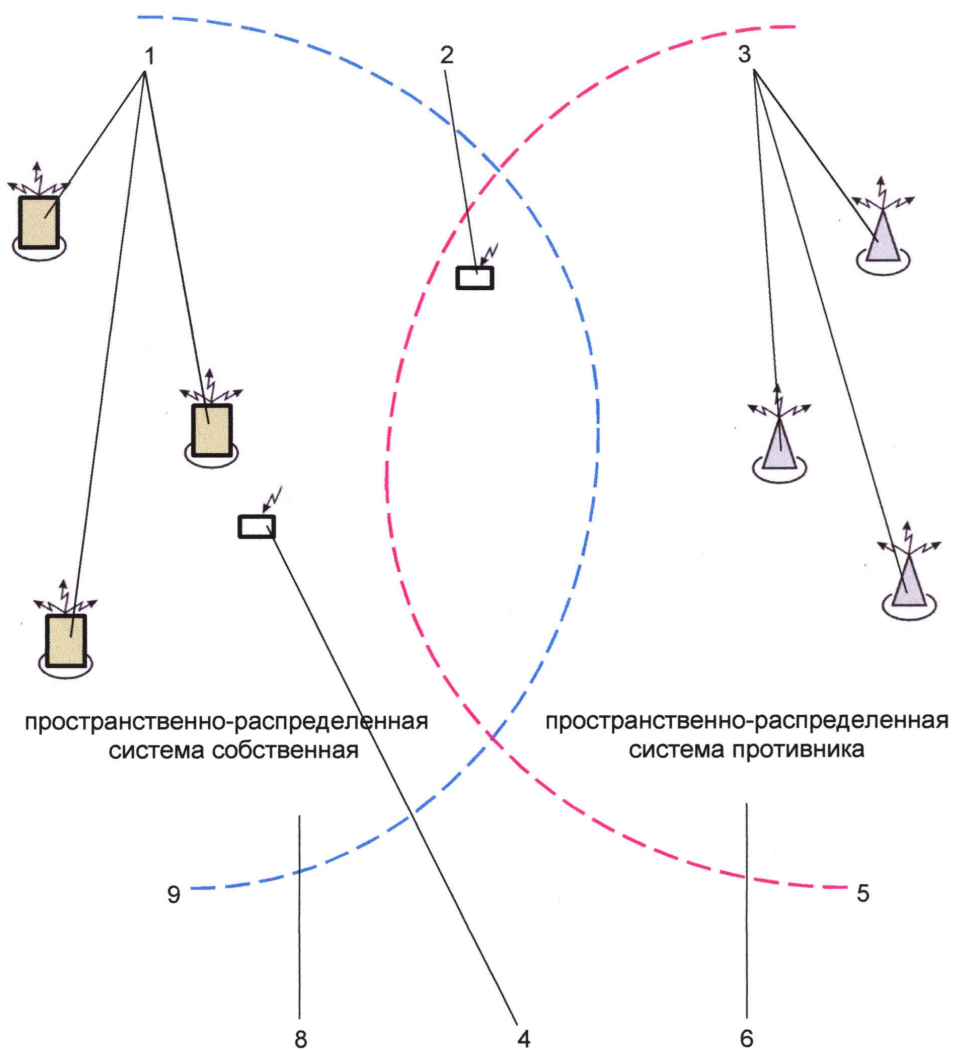 1
2
3
пространственно-распределенная
система собственная
пространственно-распределенная
система противника
9
5
8
4
6